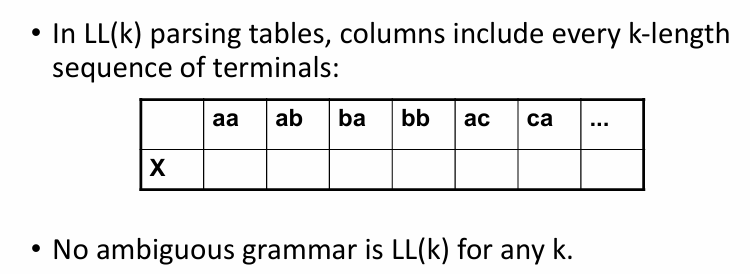 • In LL(k) parsing tables, columns include every k-length
sequence of terminals:
aa ab ba bb ac ca ...
X
• No ambiguous grammar is LL(k) for any k.